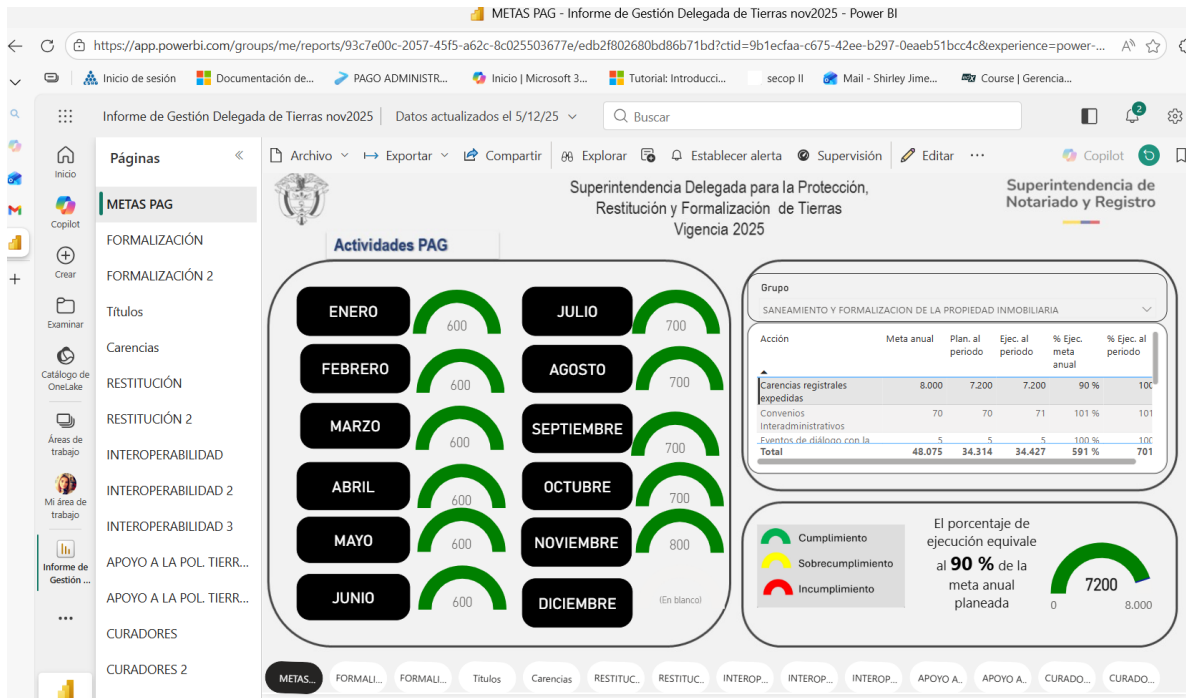 METAS PAG - Informe de Gestión Delegada de Tierras nov2025 - Power BI
https://app.powerbi.com/groups/me/reports/93c7e00c-2057-45f5-a62c-8c025503677e/edb2f802680bd86b71bd?ctid=9b1ecfaa-c675-42ee-b297-0eaeb51bcc4c&experience=power-...
Inicio de sesión
Documentación de...
PAGO ADMINISTR...
Inicio | Microsoft 3...
Tutorial: Introducci...
secop II
Mail - Shirley Jime...
Course | Gerencia...
Informe de Gestión Delegada de Tierras nov2025
Datos actualizados el 5/12/25
Buscar
2
Inicio
Copilot
Crear
Examinar
Catálogo de
OneLake
Áreas de
trabajo
Mi área de
trabajo
Informe de
Gestión ...
Páginas
METAS PAG
FORMALIZACIÓN
FORMALIZACIÓN 2
Títulos
Carencias
RESTITUCIÓN
RESTITUCIÓN 2
INTEROPERABILIDAD
INTEROPERABILIDAD 2
INTEROPERABILIDAD 3
APOYO A LA POL. TIERR...
APOYO A LA POL. TIERR...
CURADORES
CURADORES 2
Archivo
Exportar
Compartir
Explorar
Establecer alerta
Supervisión
Editar
Copilot
Superintendencia Delegada para la Protección,
Restitución y Formalización de Tierras
Vigencia 2025
Superintendencia de
Notariado y Registro
Actividades PAG
ENERO 600
JULIO 700
FEBRERO 600
AGOSTO 700
MARZO 600
SEPTIEMBRE 700
ABRIL 600
OCTUBRE 700
MAYO 600
NOVIEMBRE 800
JUNIO 600
DICIEMBRE (En blanco)
Grupo
SANEAMIENTO Y FORMALIZACION DE LA PROPIEDAD INMOBILIARIA
Acción Meta anual Plan. al periodo Ejec. al periodo % Ejec. meta anual % Ejec. al periodo
Carencias registrales expedidas 8.000 7.200 7.200 90 % 100
Convenios Interadministrativos 70 70 71 101 % 101
Eventos de diálogo con la 5 5 5 100 % 100
Total 48.075 34.314 34.427 591 % 701
Cumplimiento
Sobrecumplimiento
Incumplimiento
El porcentaje de
ejecución equivale
al 90 % de la
meta anual
planeada
7200
0 8.000
METAS...
FORMALI...
FORMALI...
Títulos
Carencias
RESTITUC...
RESTITUC...
INTEROP...
INTEROP...
INTEROP...
APOYO A...
APOYO A...
CURADO...
CURADO...